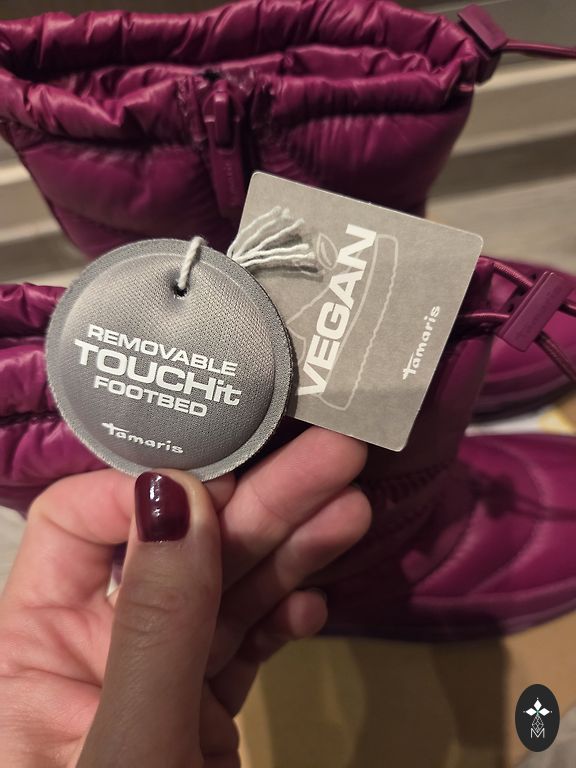 REMOVABLE
TOUCHit
FOOTBED
Tamaris
VEGAN
Tamaris
M